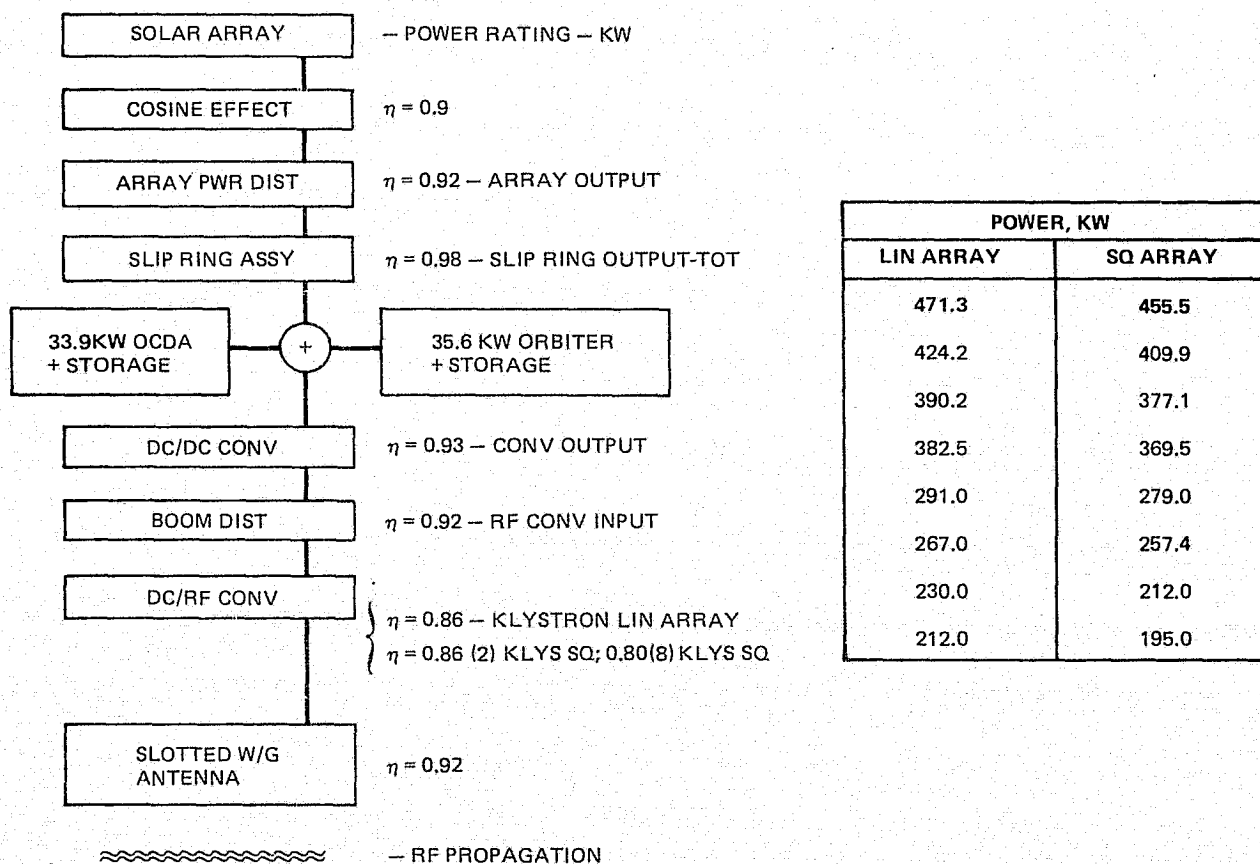 SOLAR ARRAY — POWER RATING — KW
COSINE EFFECT η = 0.9
ARRAY PWR DIST η = 0.92 — ARRAY OUTPUT
SLIP RING ASSY η = 0.98 — SLIP RING OUTPUT-TOT
33.9KW OCDA
+ STORAGE
+
35.6 KW ORBITER
+ STORAGE
DC/DC CONV η = 0.93 — CONV OUTPUT
BOOM DIST η = 0.92 — RF CONV INPUT
DC/RF CONV
η = 0.86 — KLYSTRON LIN ARRAY
η = 0.86 (2) KLYS SQ; 0.80(8) KLYS SQ
SLOTTED W/G
ANTENNA
η = 0.92
— RF PROPAGATION
POWER, KW
LIN ARRAY SQ ARRAY
471.3 455.5
424.2 409.9
390.2 377.1
382.5 369.5
291.0 279.0
267.0 257.4
230.0 212.0
212.0 195.0